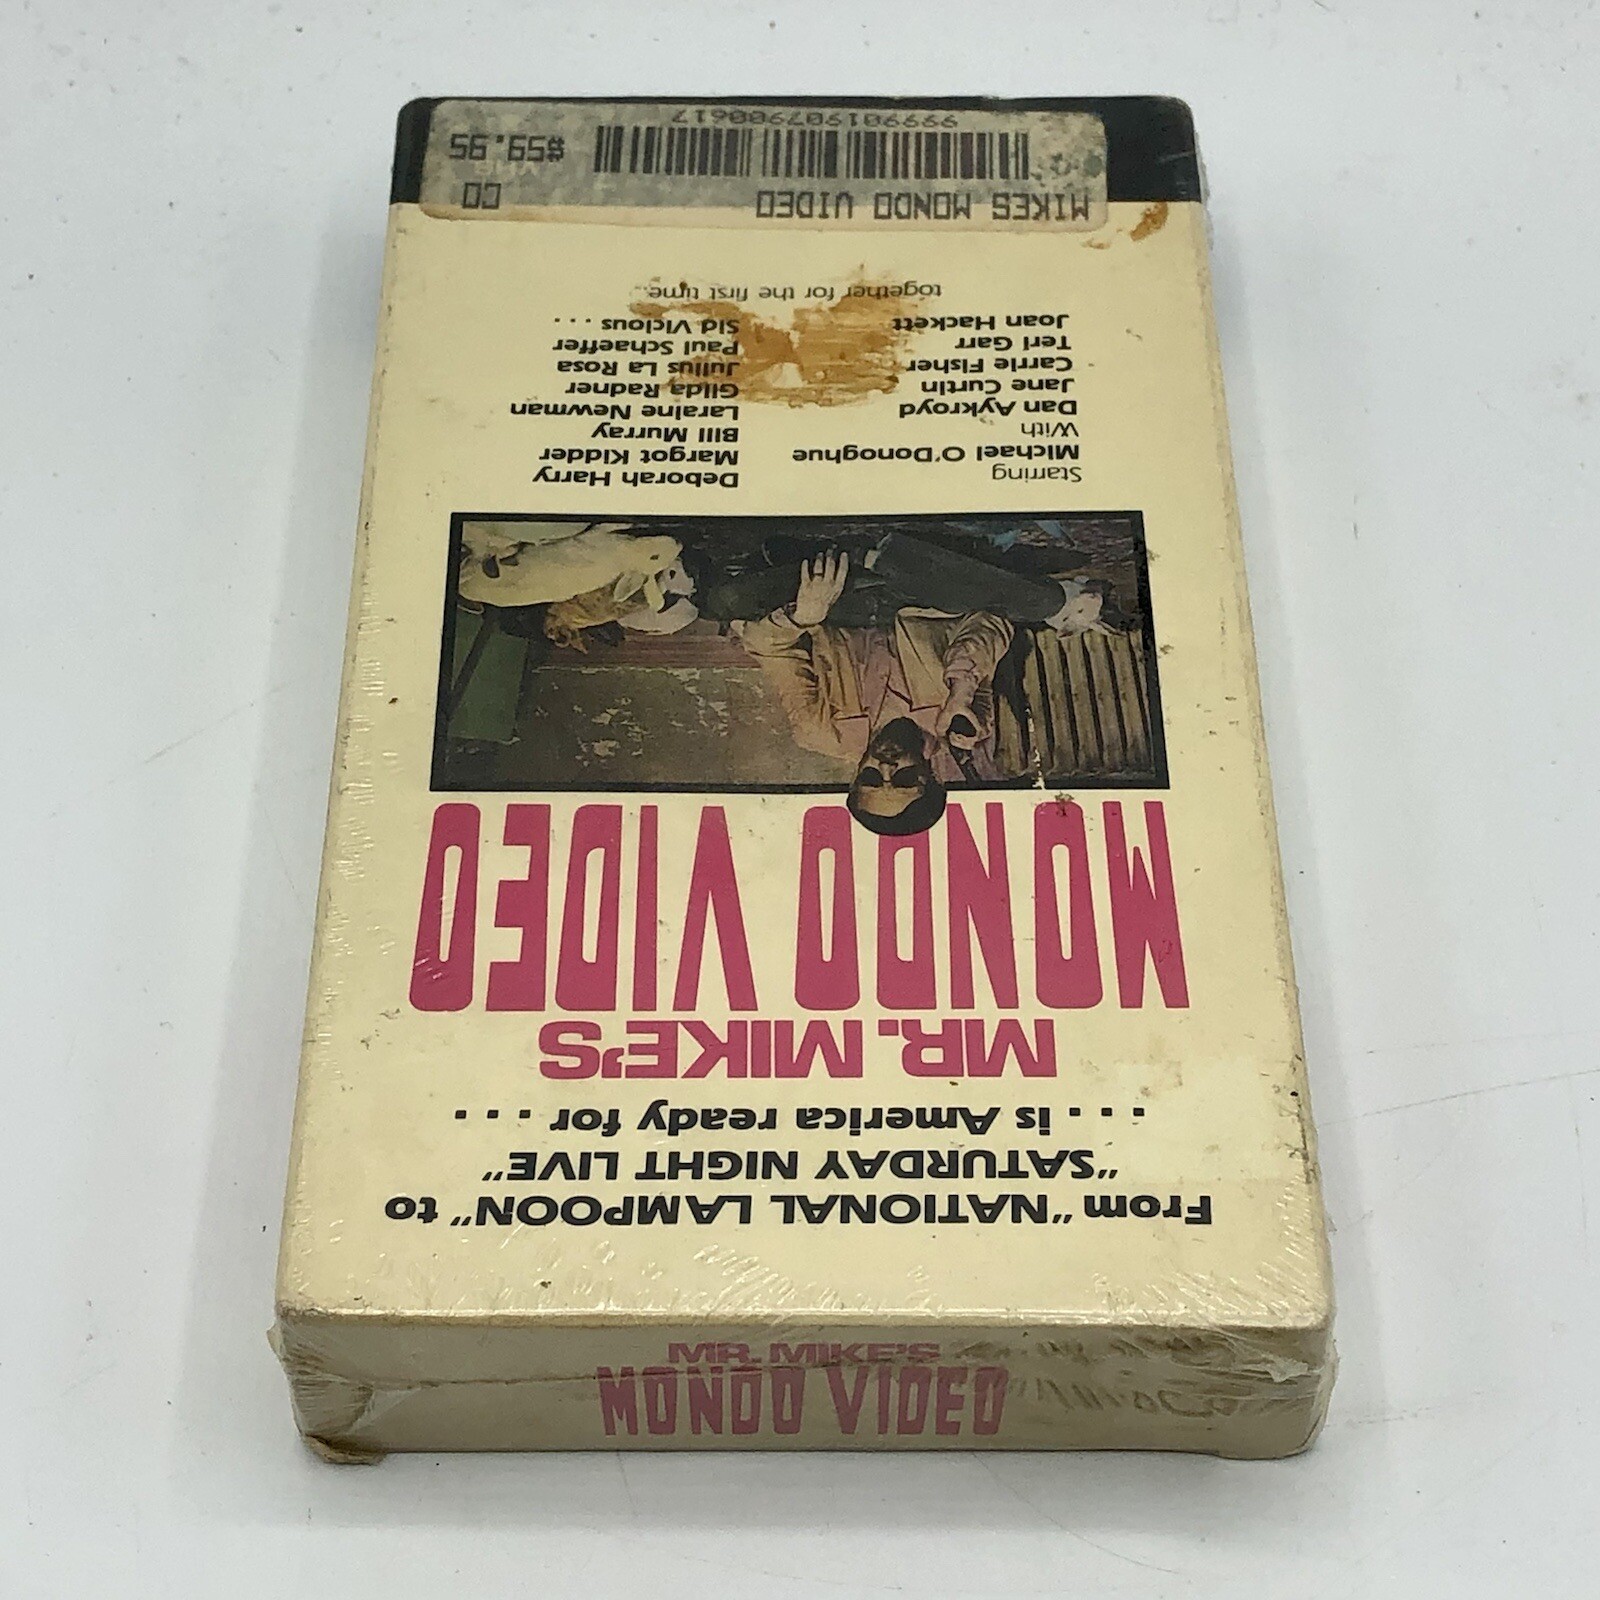 From "NATIONAL LAMPOON" to
"SATURDAY NIGHT LIVE"
. . . is America ready for . . . .
MR. MIKE'S
MONDO VIDEO
Starring
Michael O'Donoghue
With
Dan Aykroyd
Jane Curtin
Carrie Fisher
Teri Garr
Joan Hackett
Deborah Harry
Margot Kidder
Bill Murray
Laraine Newman
Gilda Radner
Julius La Rosa
Paul Schaeffer
Sid Vicious . . .
together for the first time...
MIKES MONDO VIDEO
CO
$59.95
VHS
99990190790061​7
MR. MIKE'S
MONDO VIDEO